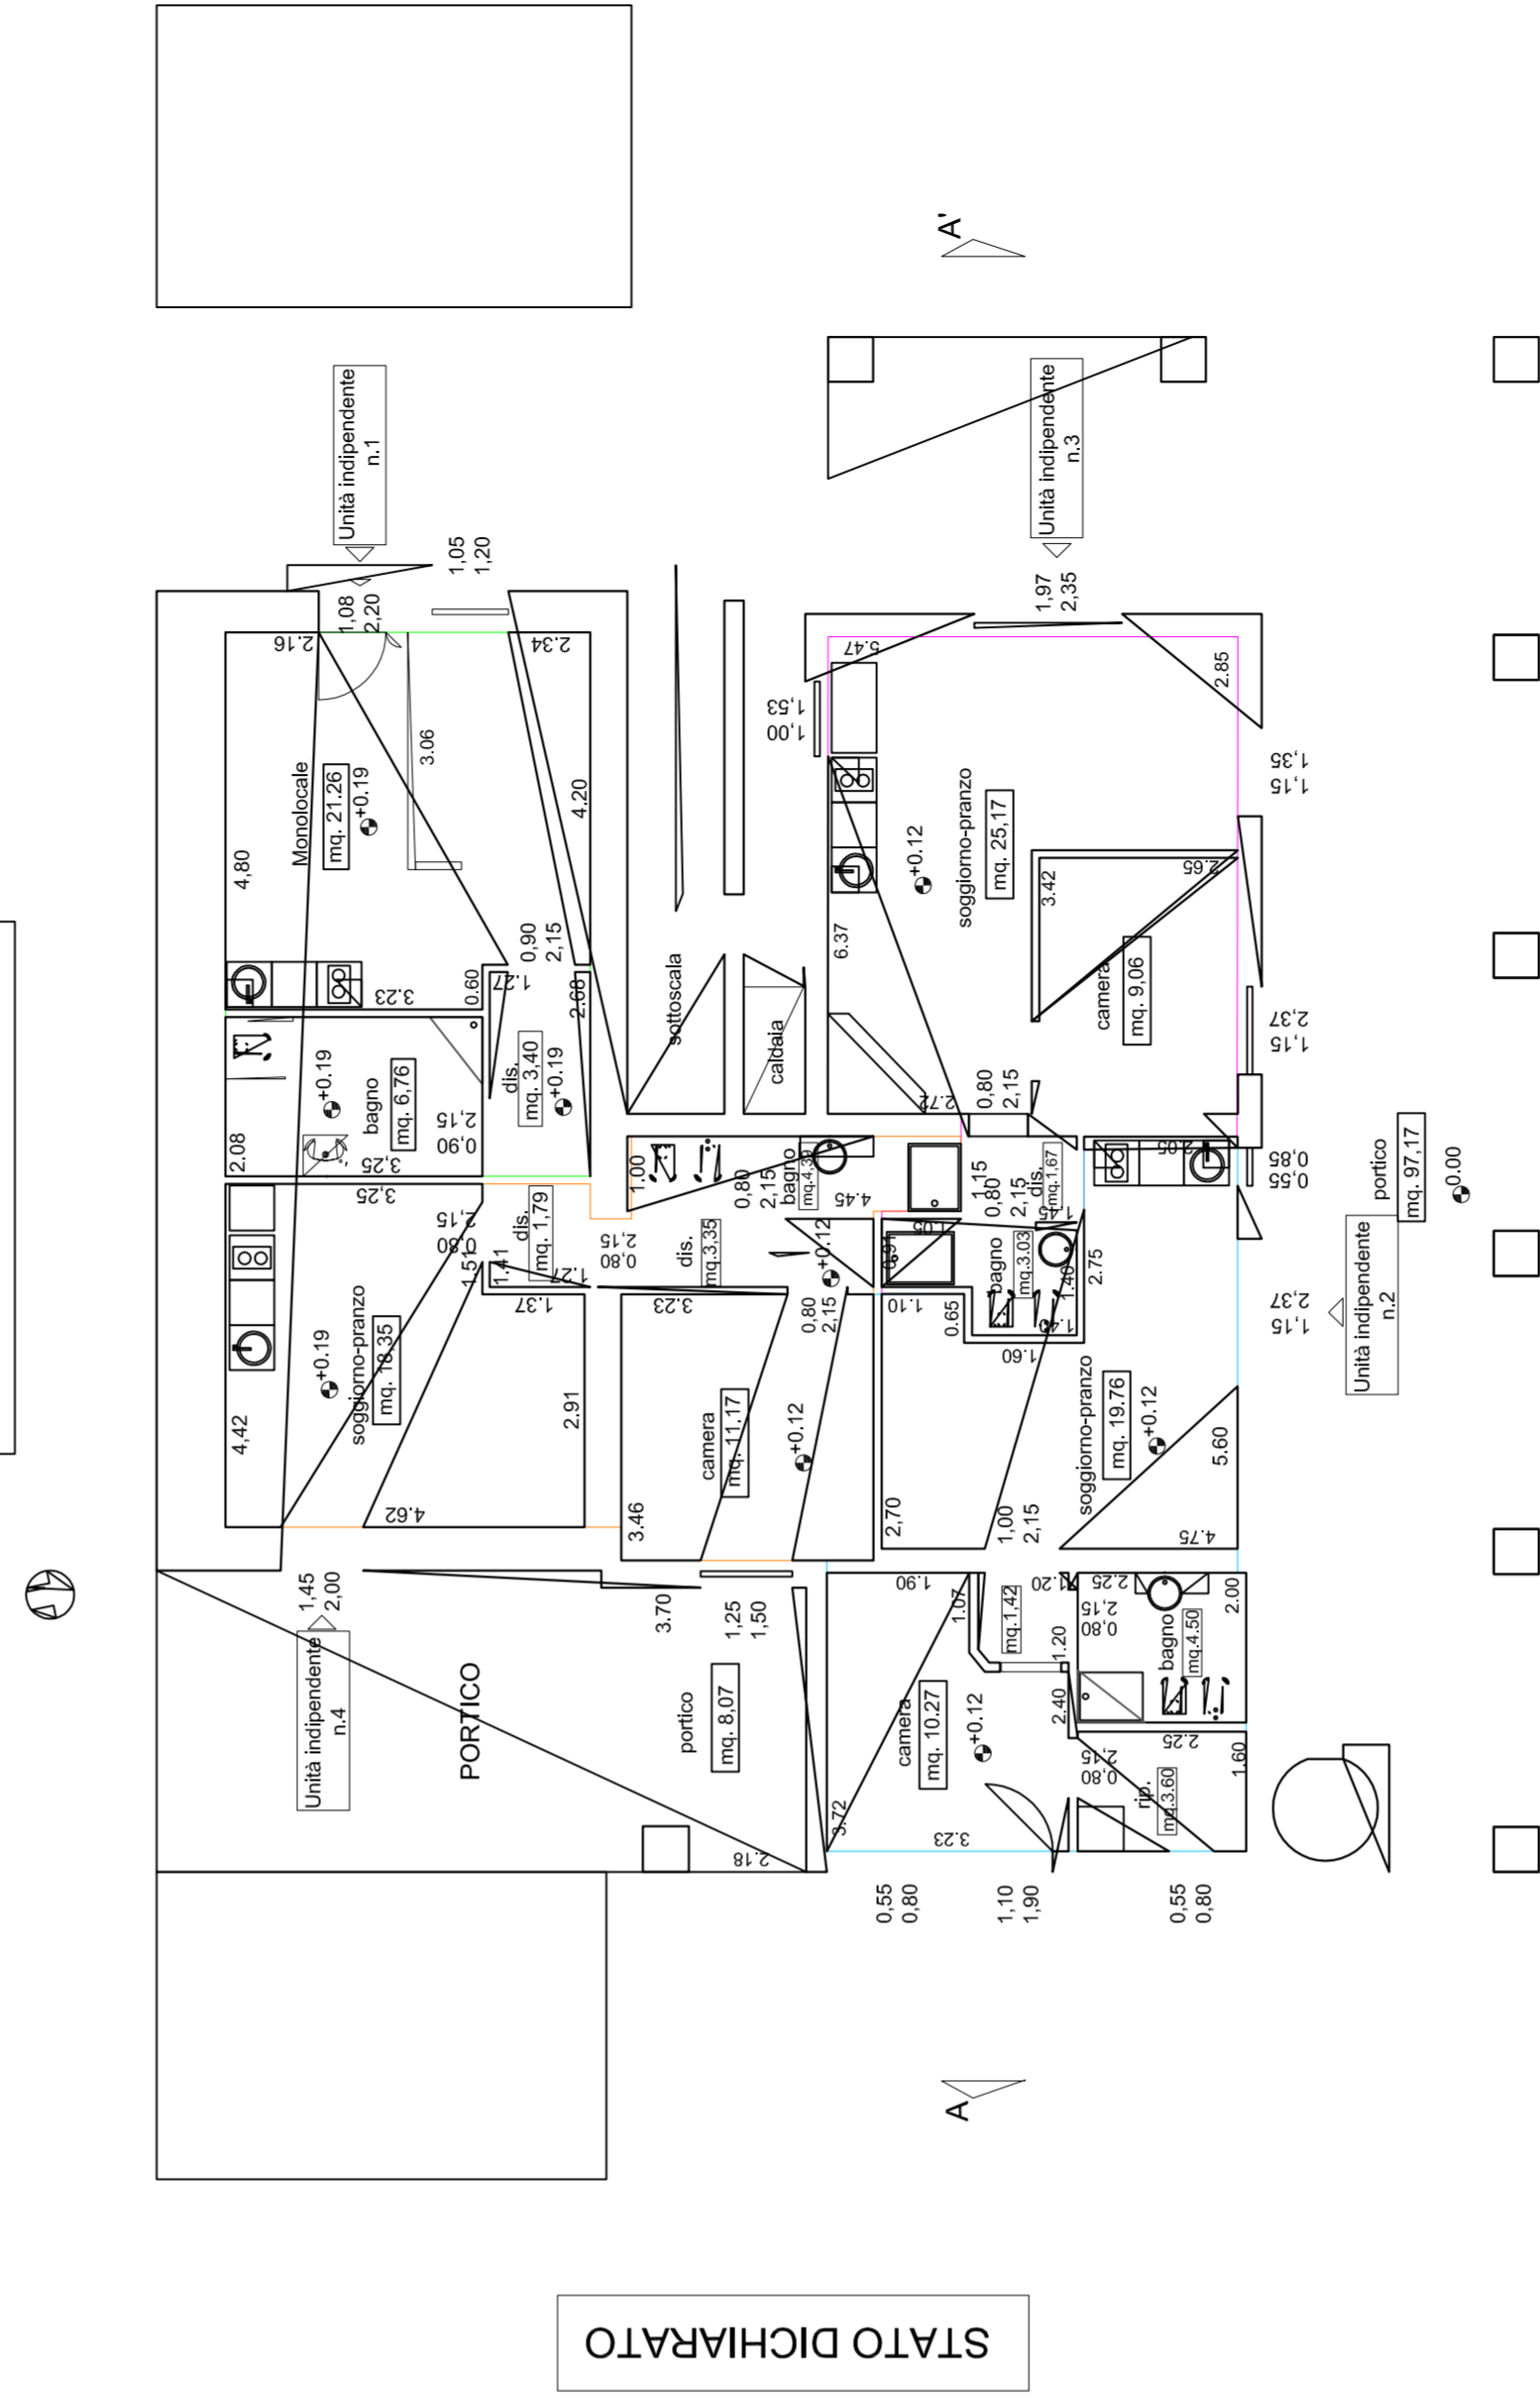 Unità indipendente
n.1
1,08
2,20
1,05
1,20
2.16
2.34
3.06
Monolocale
mq. 21.26
+0.19
4,80
4.20
0,90
2,15
3.23
0.60
1.27
2.68
+0.19
bagno
mq. 6,76
2,15
0,90
2.08
3,25
dis.
mq. 3,40
+0.19
sottoscala
caldaia
3,25
2,15
0,80
dis.
mq. 1,79
1.51
1.41
1.27
1.37
2,15
0,80
+0.19
soggiorno-pranzo
mq. 18,35
4,42
2.91
4.62
1,45
2,00
Unità indipendente
n.4
PORTICO
portico
mq. 8,07
3.70
1,25
1,50
2.18
1.00
0,80
2,15
bagno
mq.4,39
4.45
dis.
mq.3,35
+0.12
3.23
0,80
2,15
camera
mq. 11.17
+0.12
3.46
A'
Unità indipendente
n.3
1,97
2,35
1,53
1,00
5.47
2.85
soggiorno-pranzo
mq. 25,17
+0.12
6.37
3.42
2.65
camera
mq. 9,06
2.72
0,80
2,15
1,35
1,15
2,37
1,15
0,85
0,55
2,37
1,15
2.05
1.15
0,80
2,15
dis.
mq.1,67
1.45
1.05
0.91
bagno
mq.3.03
1.40
2.75
1.10
0.65
1.40
1.60
soggiorno-pranzo
mq. 19.76
+0.12
2,70
1,00
2,15
5.60
4.75
portico
mq. 97,17
±0.00
Unità indipendente
n.2
1.90
1.20
1.07
mq.1,42
1.20
2.40
camera
mq. 10.27
+0.12
3.72
3.23
2.25
2,15
0,80
2.00
bagno
mq.4.50
2.25
2,15
0,80
1.60
rip.
mq.3.60
0,55
0,80
1,10
1,90
0,55
0,80
A
STATO DICHIARATO